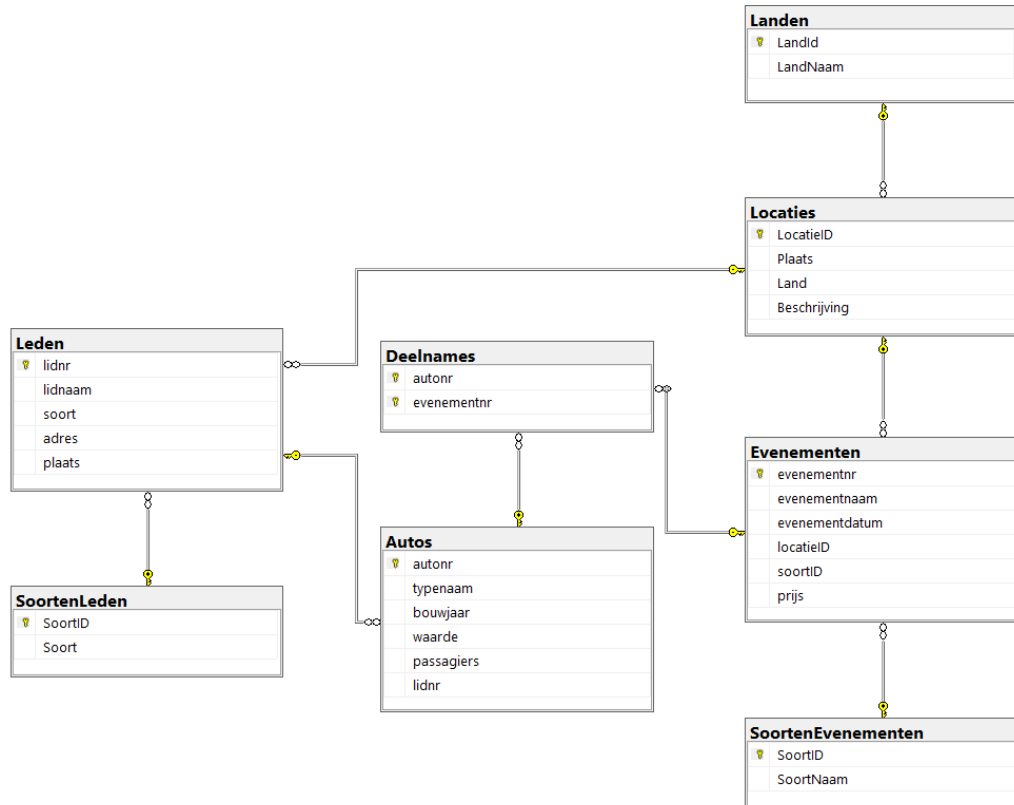 Landen
LandId
LandNaam
Locaties
LocatieID
Plaats
Land
Beschrijving
Leden
lidnr
lidnaam
soort
adres
plaats
Deelnames
autonr
evenementnr
Evenementen
evenementnr
evenementnaam
evenementdatum
locatieID
soortID
prijs
Autos
autonr
typenaam
bouwjaar
waarde
passagiers
lidnr
SoortenLeden
SoortID
Soort
SoortenEvenementen
SoortID
SoortNaam